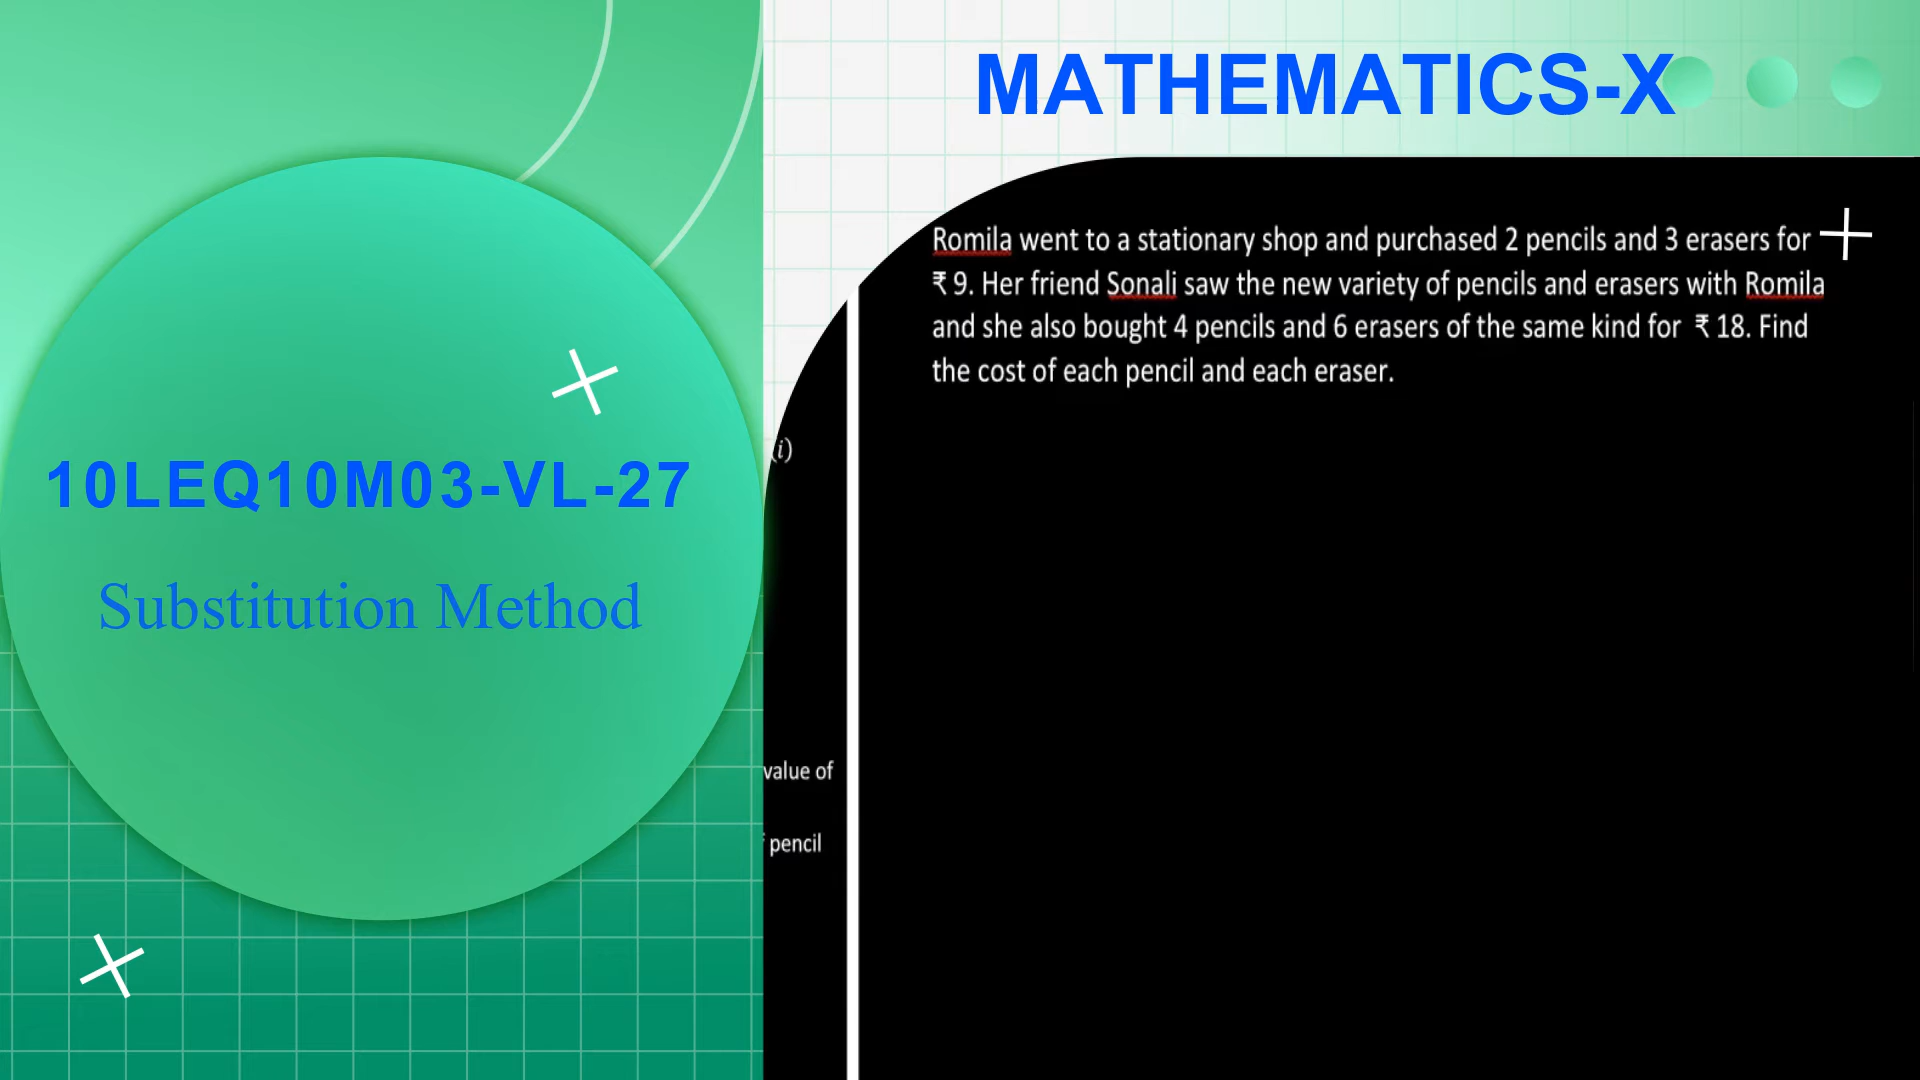 MATHEMATICS-X
10LEQ10M03-VL-27
Substitution Method
Romila went to a stationary shop and purchased 2 pencils and 3 erasers for
₹ 9. Her friend Sonali saw the new variety of pencils and erasers with Romila
and she also bought 4 pencils and 6 erasers of the same kind for ₹ 18. Find
the cost of each pencil and each eraser.
(i)
value of
pencil